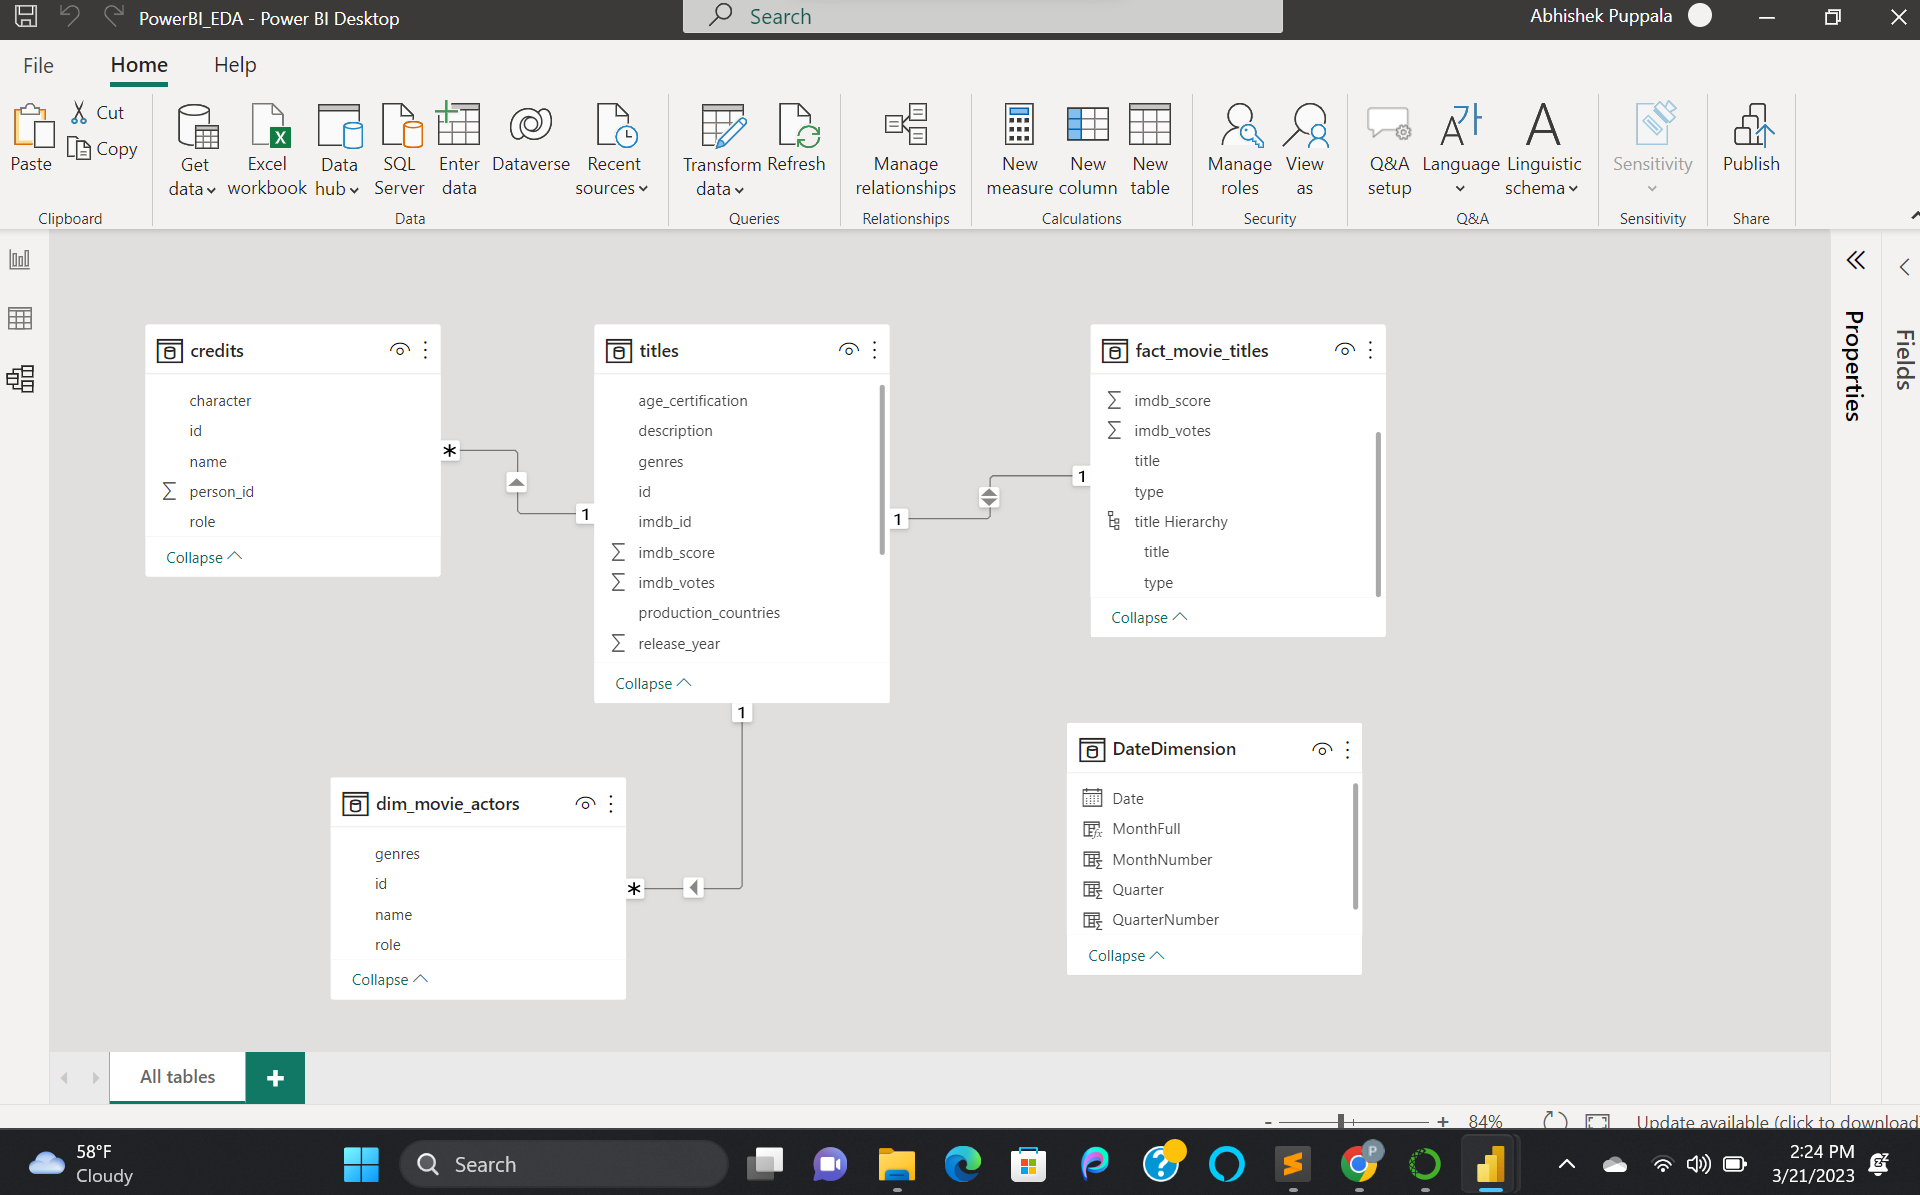 PowerBI_EDA - Power BI Desktop
Search
Abhishek Puppala
File
Home
Help
Paste
Cut
Copy
Clipboard
Get data
Excel workbook
Data hub
SQL Server
Enter data
Dataverse
Recent sources
Data
Transform data
Refresh
Queries
Manage relationships
Relationships
New measure
New column
New table
Calculations
Manage roles
View as
Security
Q&A setup
Language
Linguistic schema
Q&A
Sensitivity
Sensitivity
Publish
Share
credits
character
id
name
person_id
role
Collapse
*
1
titles
age_certification
description
genres
id
imdb_id
imdb_score
imdb_votes
production_countries
release_year
Collapse
1
1
fact_movie_titles
imdb_score
imdb_votes
title
type
title Hierarchy
title
type
Collapse
1
dim_movie_actors
genres
id
name
role
Collapse
*
DateDimension
Date
MonthFull
MonthNumber
Quarter
QuarterNumber
Collapse
Properties
Fields
All tables
+
- + 84%
Update available (click to download
58°F
Cloudy
Search
P
2:24 PM
3/21/2023